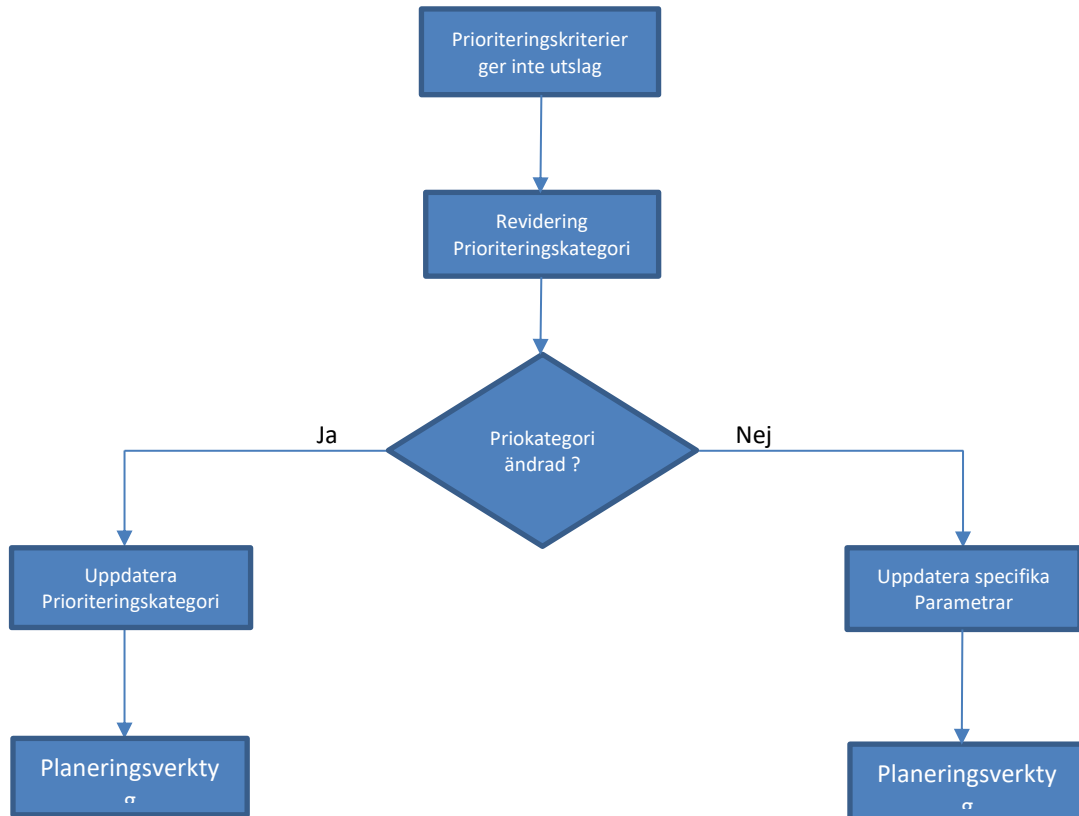 Prioriteringskriterier
ger inte utslag
Revidering
Prioriteringskategori
Ja
Priokategori
ändrad ?
Nej
Uppdatera
Prioriteringskategori
Uppdatera specifika
Parametrar
Planeringsverkty
g
Planeringsverkty
g